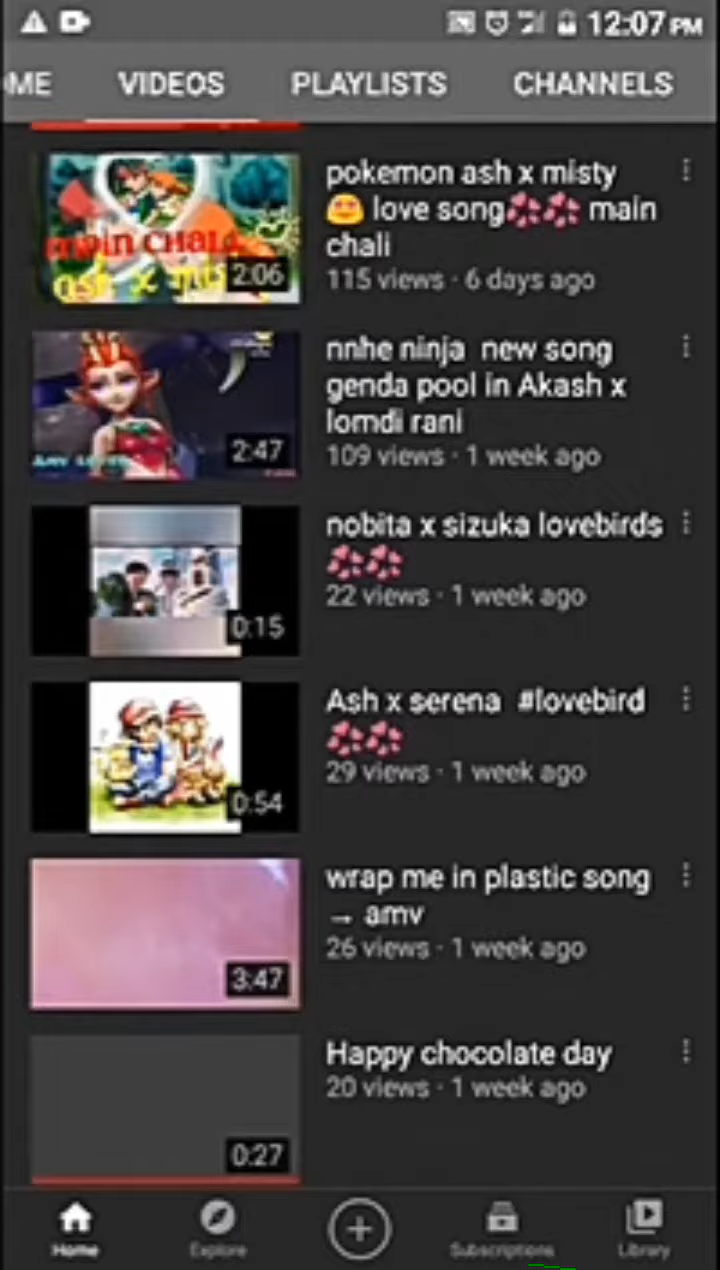 12:07 PM
OME VIDEOS PLAYLISTS CHANNELS
pokemon ash x misty
😍 love song💞💞 main
chali
115 views · 6 days ago
main CHALI
ash x
2:06
nnhe ninja new song
genda pool in Akash x
lomdi rani
109 views · 1 week ago
2:47
nobita x sizuka lovebirds
💞💞
22 views · 1 week ago
0:15
Ash x serena #lovebird
💞💞
29 views · 1 week ago
0:54
wrap me in plastic song
→ amv
26 views · 1 week ago
3:47
Happy chocolate day
20 views · 1 week ago
0:27
Home Explore Subscriptions Library